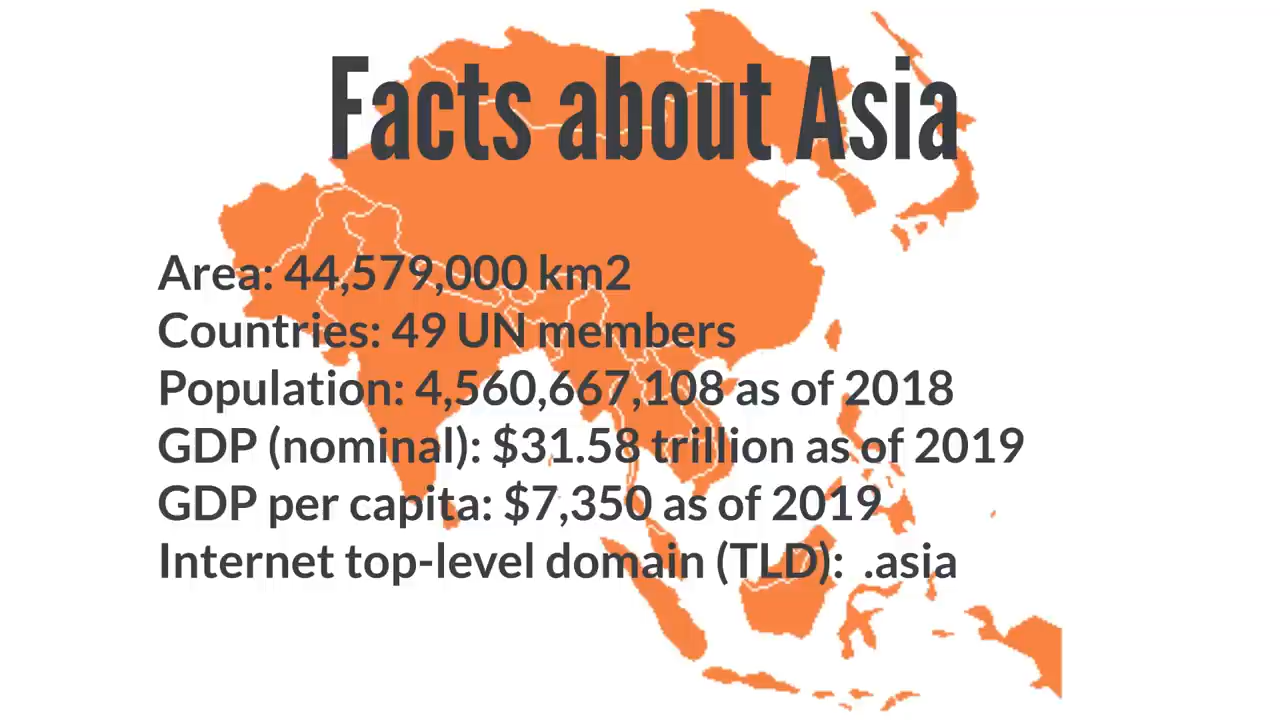 Facts about Asia
Area: 44,579,000 km2
Countries: 49 UN members
Population: 4,560,667,108 as of 2018
GDP (nominal): $31.58 trillion as of 2019
GDP per capita: $7,350 as of 2019
Internet top-level domain (TLD):  .asia